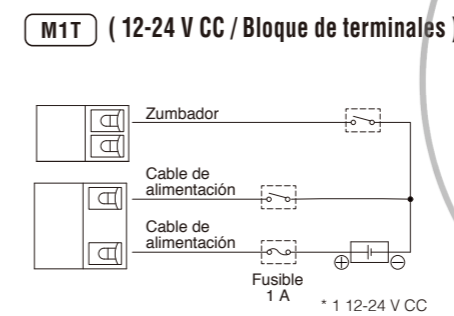 M1T ( 12-24 V CC / Bloque de terminales )
Zumbador
Cable de
alimentación
Cable de
alimentación
Fusible
1 A
* 1 12-24 V CC